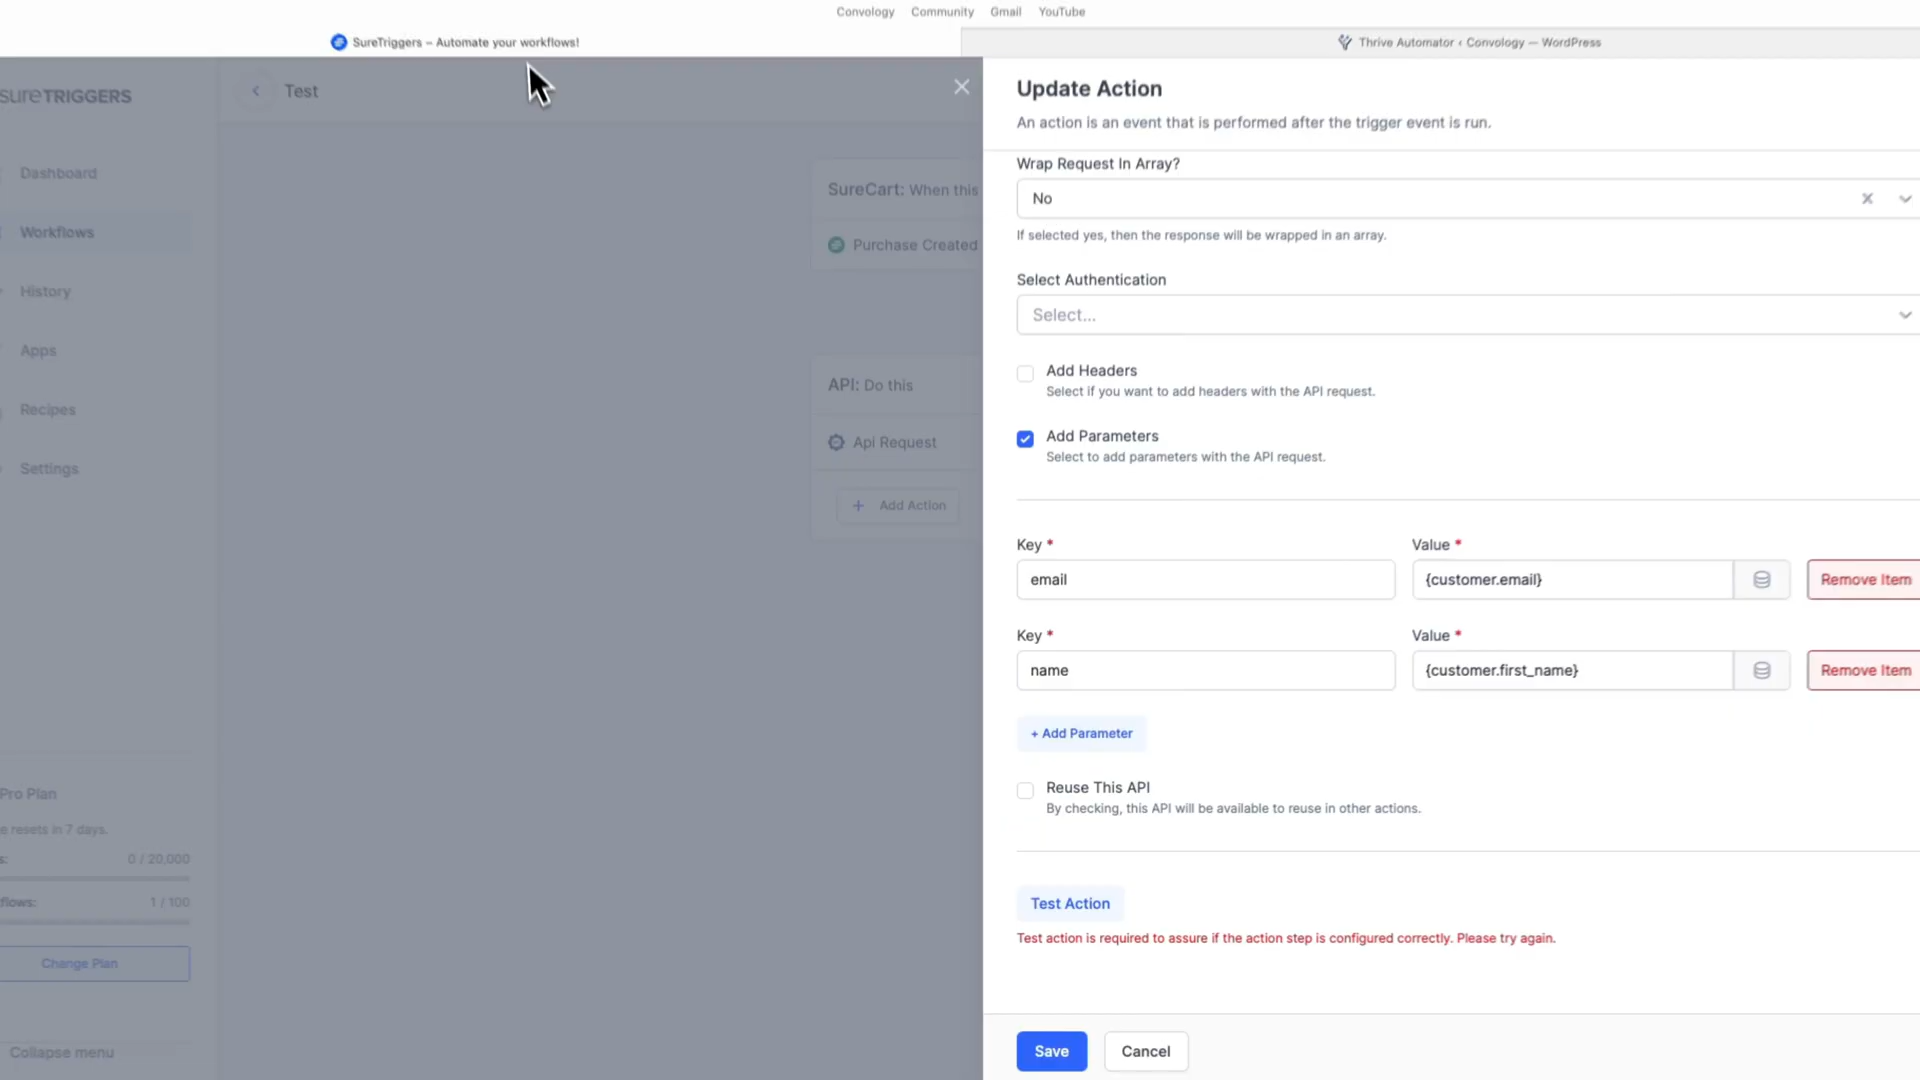 Convology Community Gmail YouTube
SureTriggers – Automate your workflows!
Thrive Automator ‹ Convology — WordPress
sureTRIGGERS
Dashboard
Workflows
History
Apps
Recipes
Settings
Pro Plan
e resets in 7 days.
s: 0 / 20,000
flows: 1 / 100
Change Plan
Collapse menu
Test
SureCart: When this
Purchase Created
API: Do this
Api Request
+ Add Action
Update Action
An action is an event that is performed after the trigger event is run.
Wrap Request In Array?
No
If selected yes, then the response will be wrapped in an array.
Select Authentication
Select...
Add Headers
Select if you want to add headers with the API request.
Add Parameters
Select to add parameters with the API request.
Key * Value *
email {customer.email} Remove Item
Key * Value *
name {customer.first_name} Remove Item
+ Add Parameter
Reuse This API
By checking, this API will be available to reuse in other actions.
Test Action
Test action is required to assure if the action step is configured correctly. Please try again.
Save Cancel